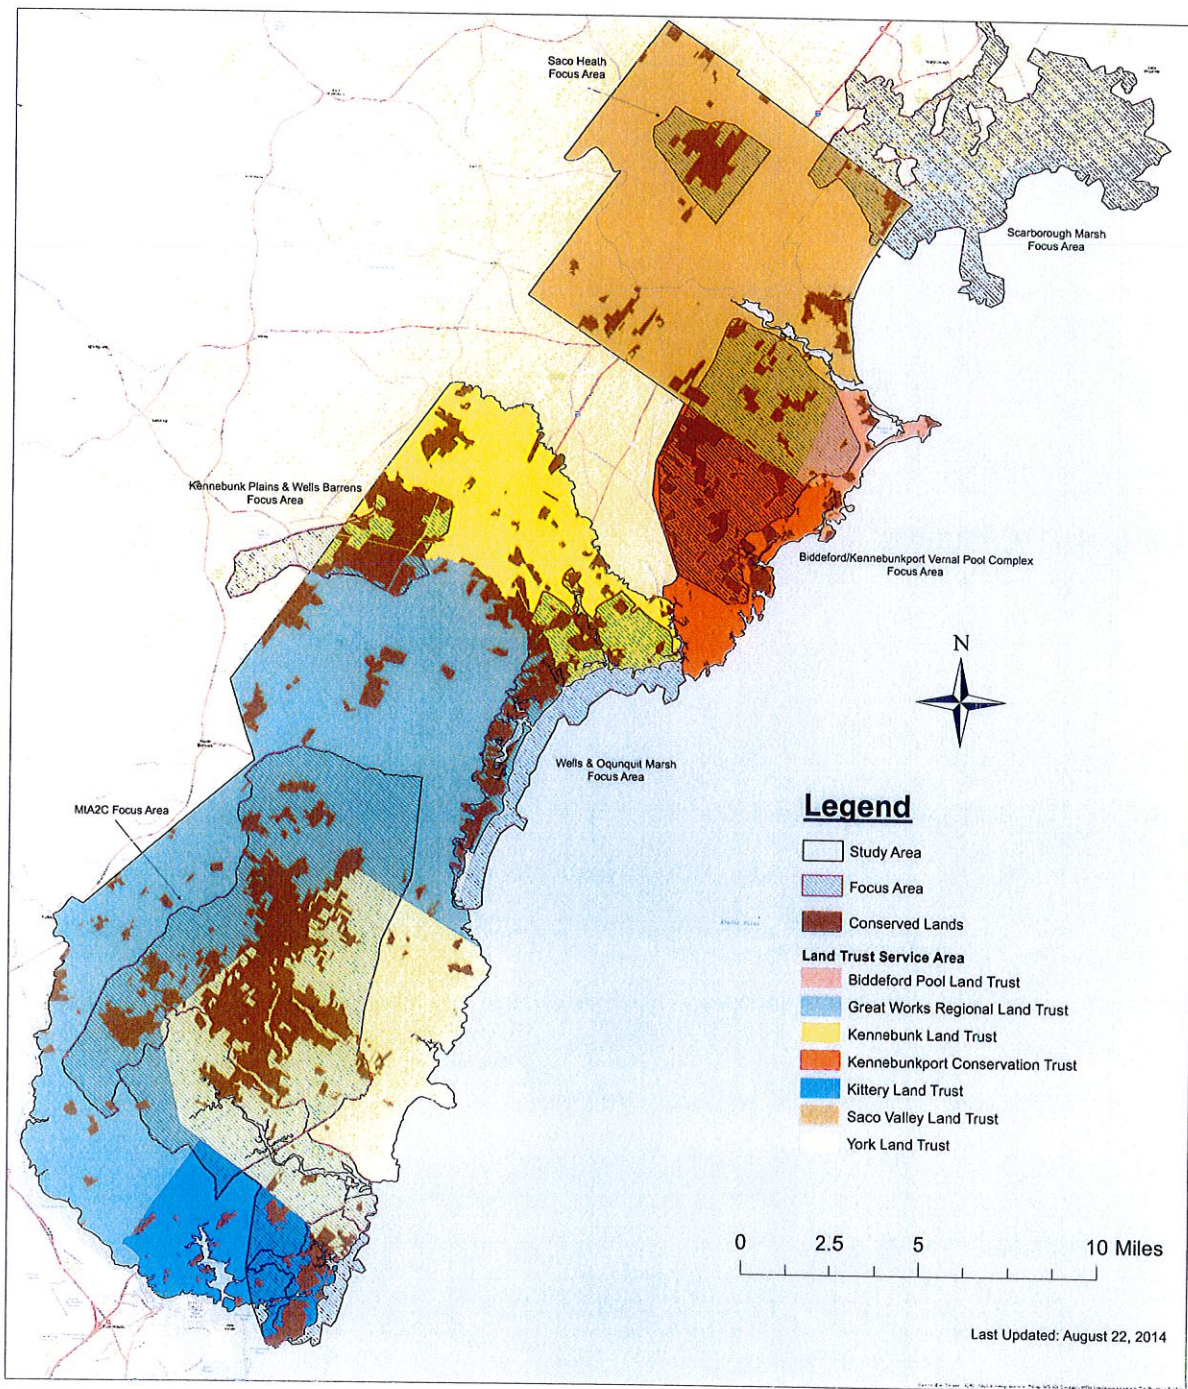 Saco Heath
Focus Area
Scarborough Marsh
Focus Area
Kennebunk Plains & Wells Barrens
Focus Area
Biddeford/Kennebunkport Vernal Pool Complex
Focus Area
N
Wells & Oqunquit Marsh
Focus Area
MtA2C Focus Area
Legend
Study Area
Focus Area
Conserved Lands
Land Trust Service Area
Biddeford Pool Land Trust
Great Works Regional Land Trust
Kennebunk Land Trust
Kennebunkport Conservation Trust
Kittery Land Trust
Saco Valley Land Trust
York Land Trust
0 2.5 5 10 Miles
Last Updated: August 22, 2014